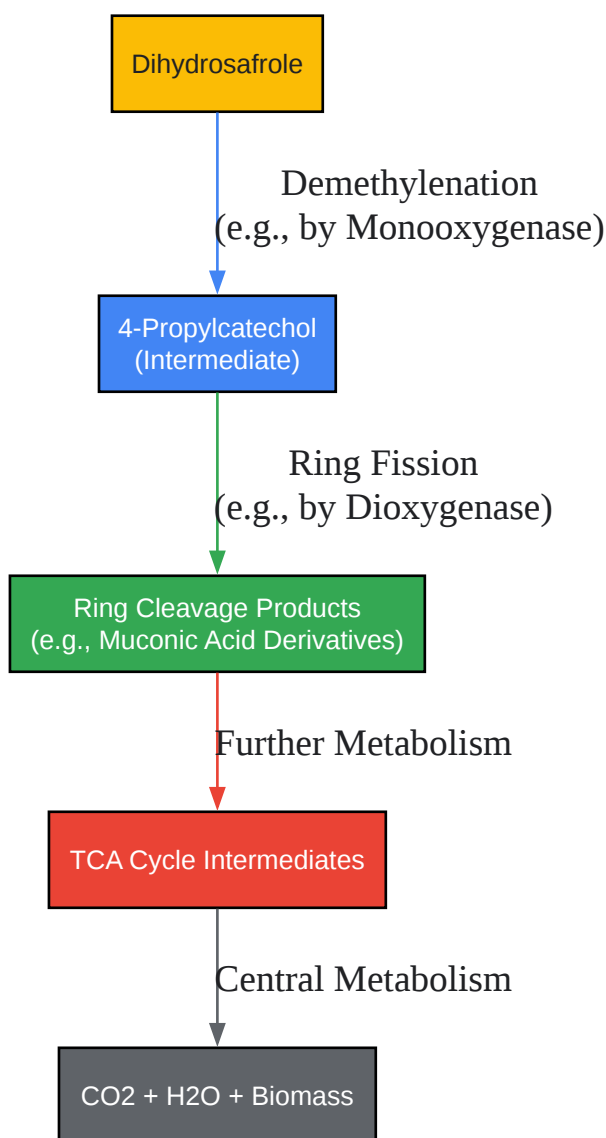 Dihydrosafrole
Demethylenation
(e.g., by Monooxygenase)
4-Propylcatechol
(Intermediate)
Ring Fission
(e.g., by Dioxygenase)
Ring Cleavage Products
(e.g., Muconic Acid Derivatives)
Further Metabolism
TCA Cycle Intermediates
Central Metabolism
CO2 + H2O + Biomass